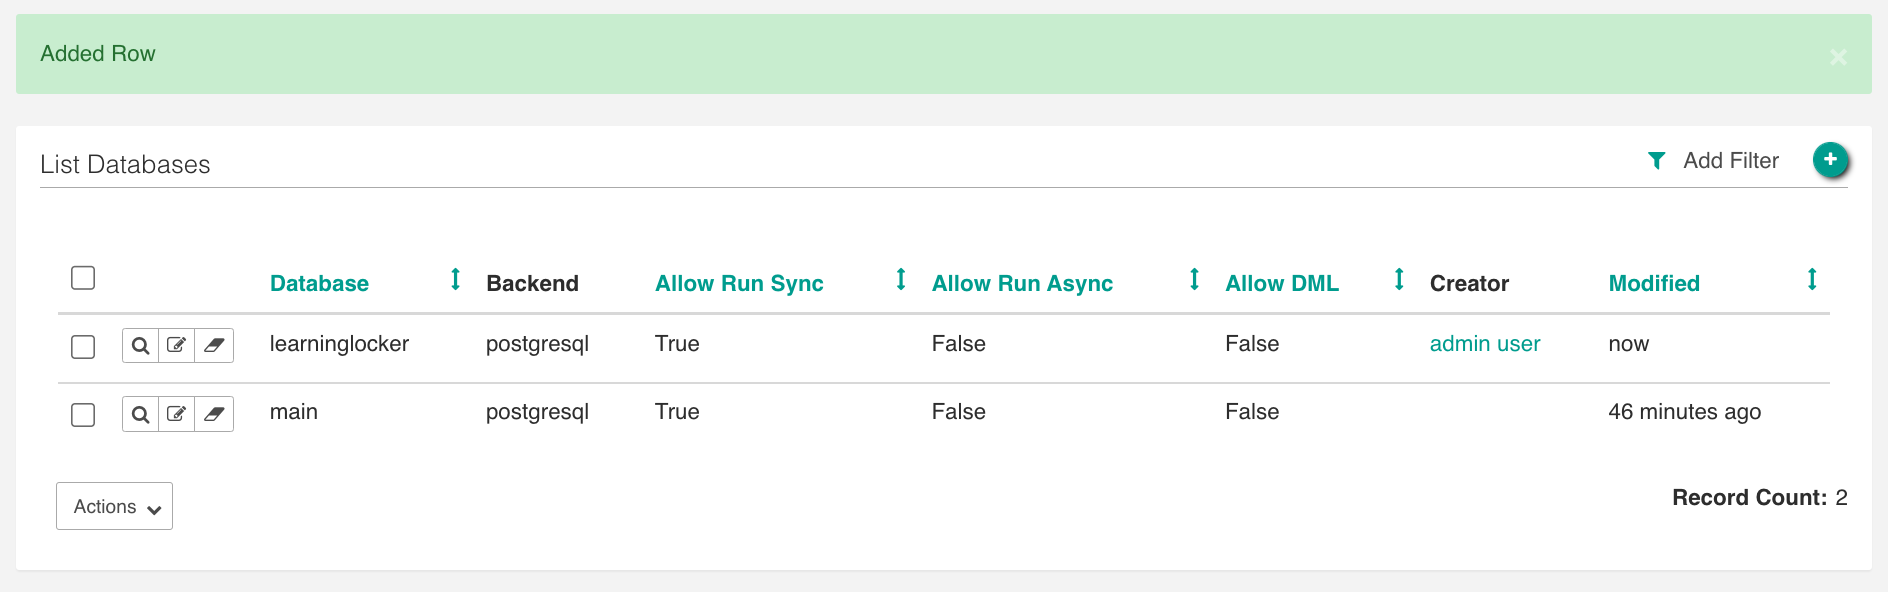 Added Row
×
List Databases
Add Filter
Database Backend Allow Run Sync Allow Run Async Allow DML Creator Modified
learninglocker postgresql True False False admin user now
main postgresql True False False 46 minutes ago
Actions
Record Count: 2